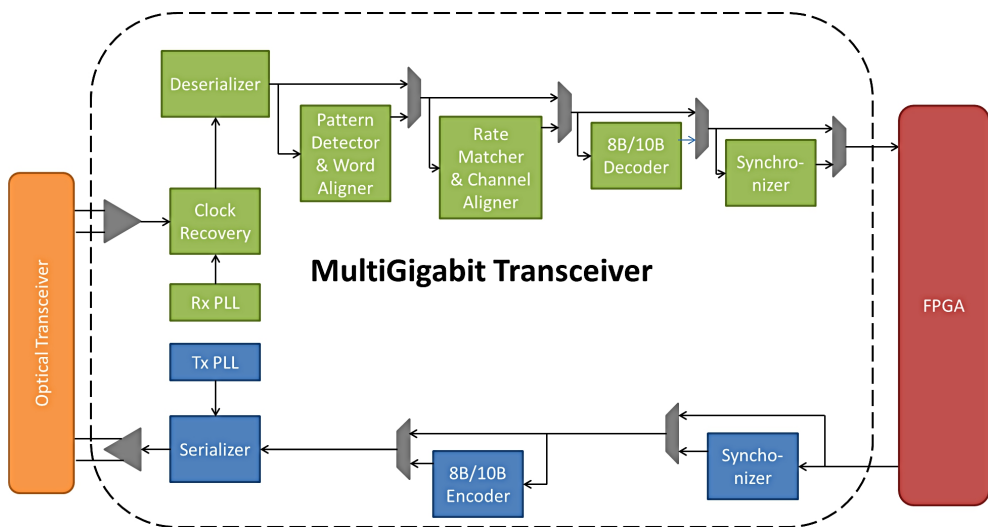 Deserializer
Pattern
Detector
& Word
Aligner
Rate
Matcher
& Channel
Aligner
8B/10B
Decoder
Synchro-
nizer
Clock
Recovery
Rx PLL
MultiGigabit Transceiver
Optical Transceiver
FPGA
Tx PLL
Serializer
8B/10B
Encoder
Synchо-
nizer